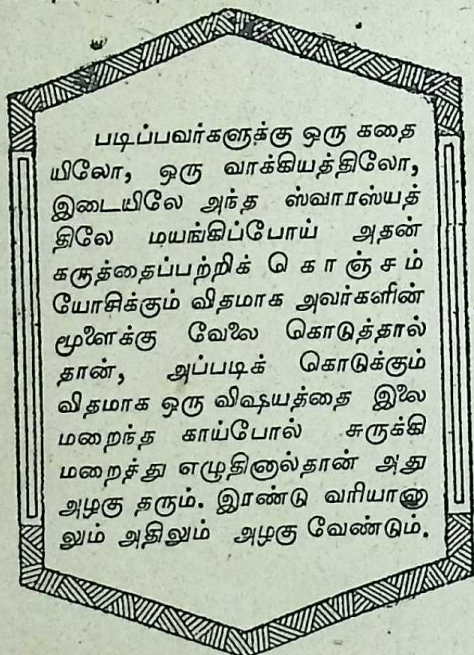 படிப்பவர்களுக்கு ஒரு கதை
யிலோ, ஒரு வாக்கியத்திலோ,
இடையிலே அந்த ஸ்வாரஸ்யத்
திலே மயங்கிப்போய் அதன்
கருத்தைப்பற்றிக் கொஞ்சம்
யோசிக்கும் விதமாக அவர்களின்
மூளைக்கு வேலை கொடுத்தால்
தான், அப்படிக் கொடுக்கும்
விதமாக ஒரு விஷயத்தை இலை
மறைந்த காய்போல் சுருக்கி
மறைத்து எழுதினால்தான் அது
அழகு தரும். இரண்டு வரியானா
லும் அதிலும் அழகு வேண்டும்.